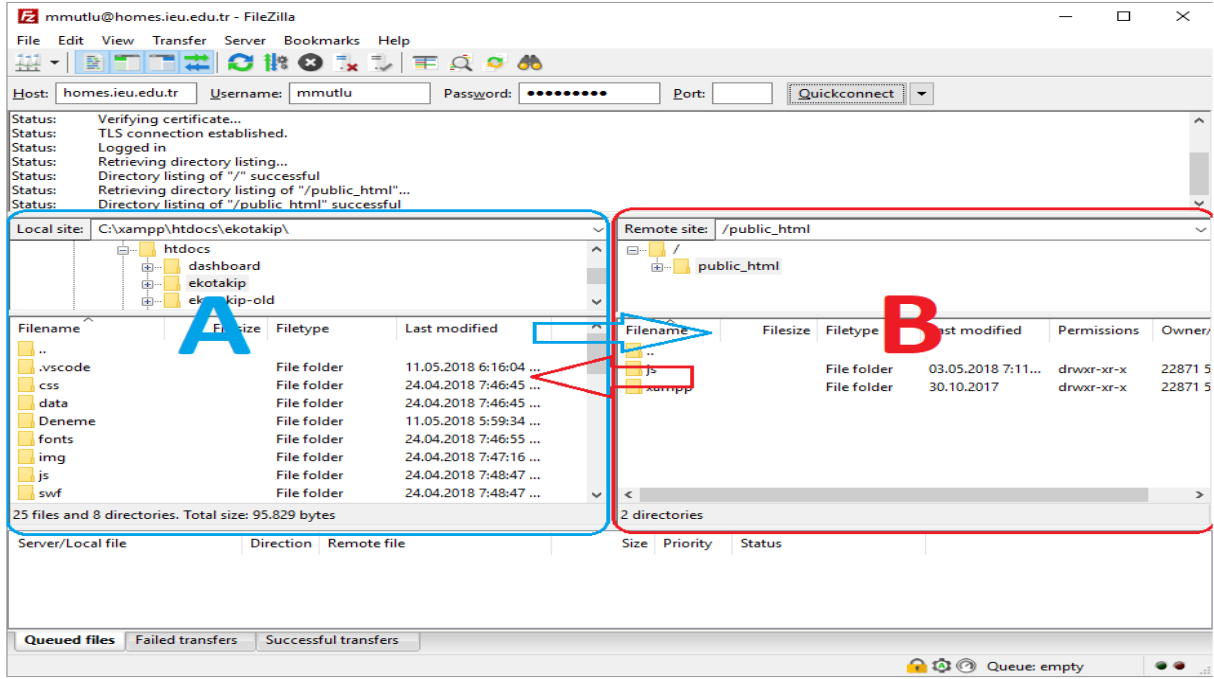 mmutlu@homes.ieu.edu.tr - FileZilla
File Edit View Transfer Server Bookmarks Help
Host: homes.ieu.edu.tr Username: mmutlu Password: ●●●●●●●●● Port: Quickconnect
Status: Verifying certificate...
Status: TLS connection established.
Status: Logged in
Status: Retrieving directory listing...
Status: Directory listing of "/" successful
Status: Retrieving directory listing of "/public_html"...
Status: Directory listing of "/public_html" successful
Local site: C:\xampp\htdocs\ekotakip\
htdocs
dashboard
ekotakip
ekotakip-old
A
Filename Filesize Filetype Last modified
..
.vscode File folder 11.05.2018 6:16:04 ...
css File folder 24.04.2018 7:46:45 ...
data File folder 24.04.2018 7:46:45 ...
Deneme File folder 11.05.2018 5:59:34 ...
fonts File folder 24.04.2018 7:46:55 ...
img File folder 24.04.2018 7:47:16 ...
js File folder 24.04.2018 7:48:47 ...
swf File folder 24.04.2018 7:48:47 ...
25 files and 8 directories. Total size: 95.829 bytes
Remote site: /public_html
/
public_html
B
Filename Filesize Filetype Last modified Permissions Owner/
..
js File folder 03.05.2018 7:11... drwxr-xr-x 22871 5
xampp File folder 30.10.2017 drwxr-xr-x 22871 5
2 directories
Server/Local file Direction Remote file Size Priority Status
Queued files Failed transfers Successful transfers
Queue: empty